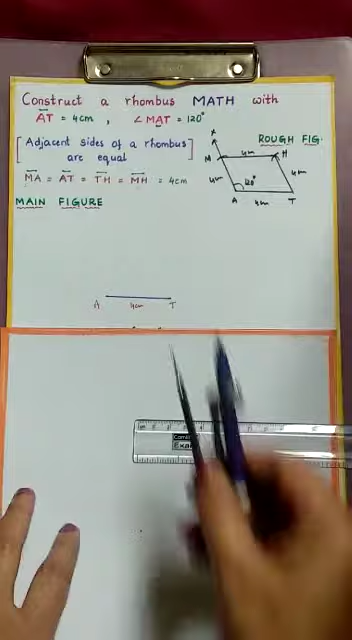 Construct a rhombus MATH with
AT = 4cm , ∠ MAT = 120°
[ Adjacent sides of a rhombus are equal ]
MA = AT = TH = MH = 4cm
MAIN FIGURE
ROUGH FIG.
X
M 4cm H
4cm 4cm
120°
A 4cm T
A 4cm T